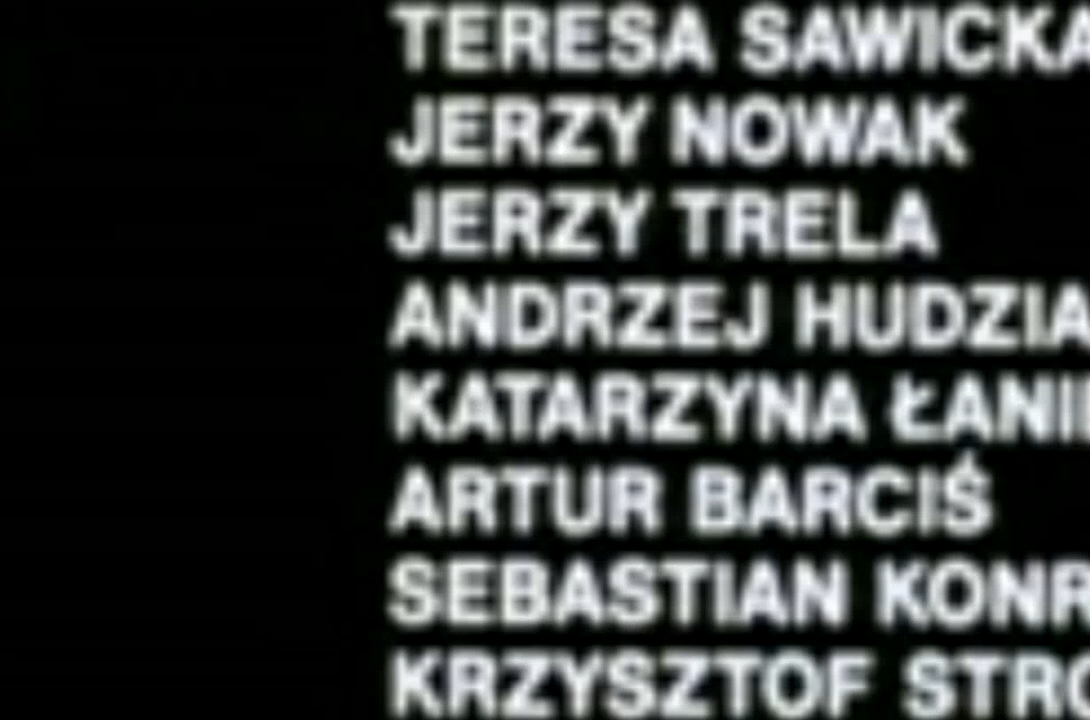 TERESA SAWICKA
JERZY NOWAK
JERZY TRELA
ANDRZEJ HUDZIA
KATARZYNA ŁANI
ARTUR BARCIŚ
SEBASTIAN KONR
KRZYSZTOF STRO